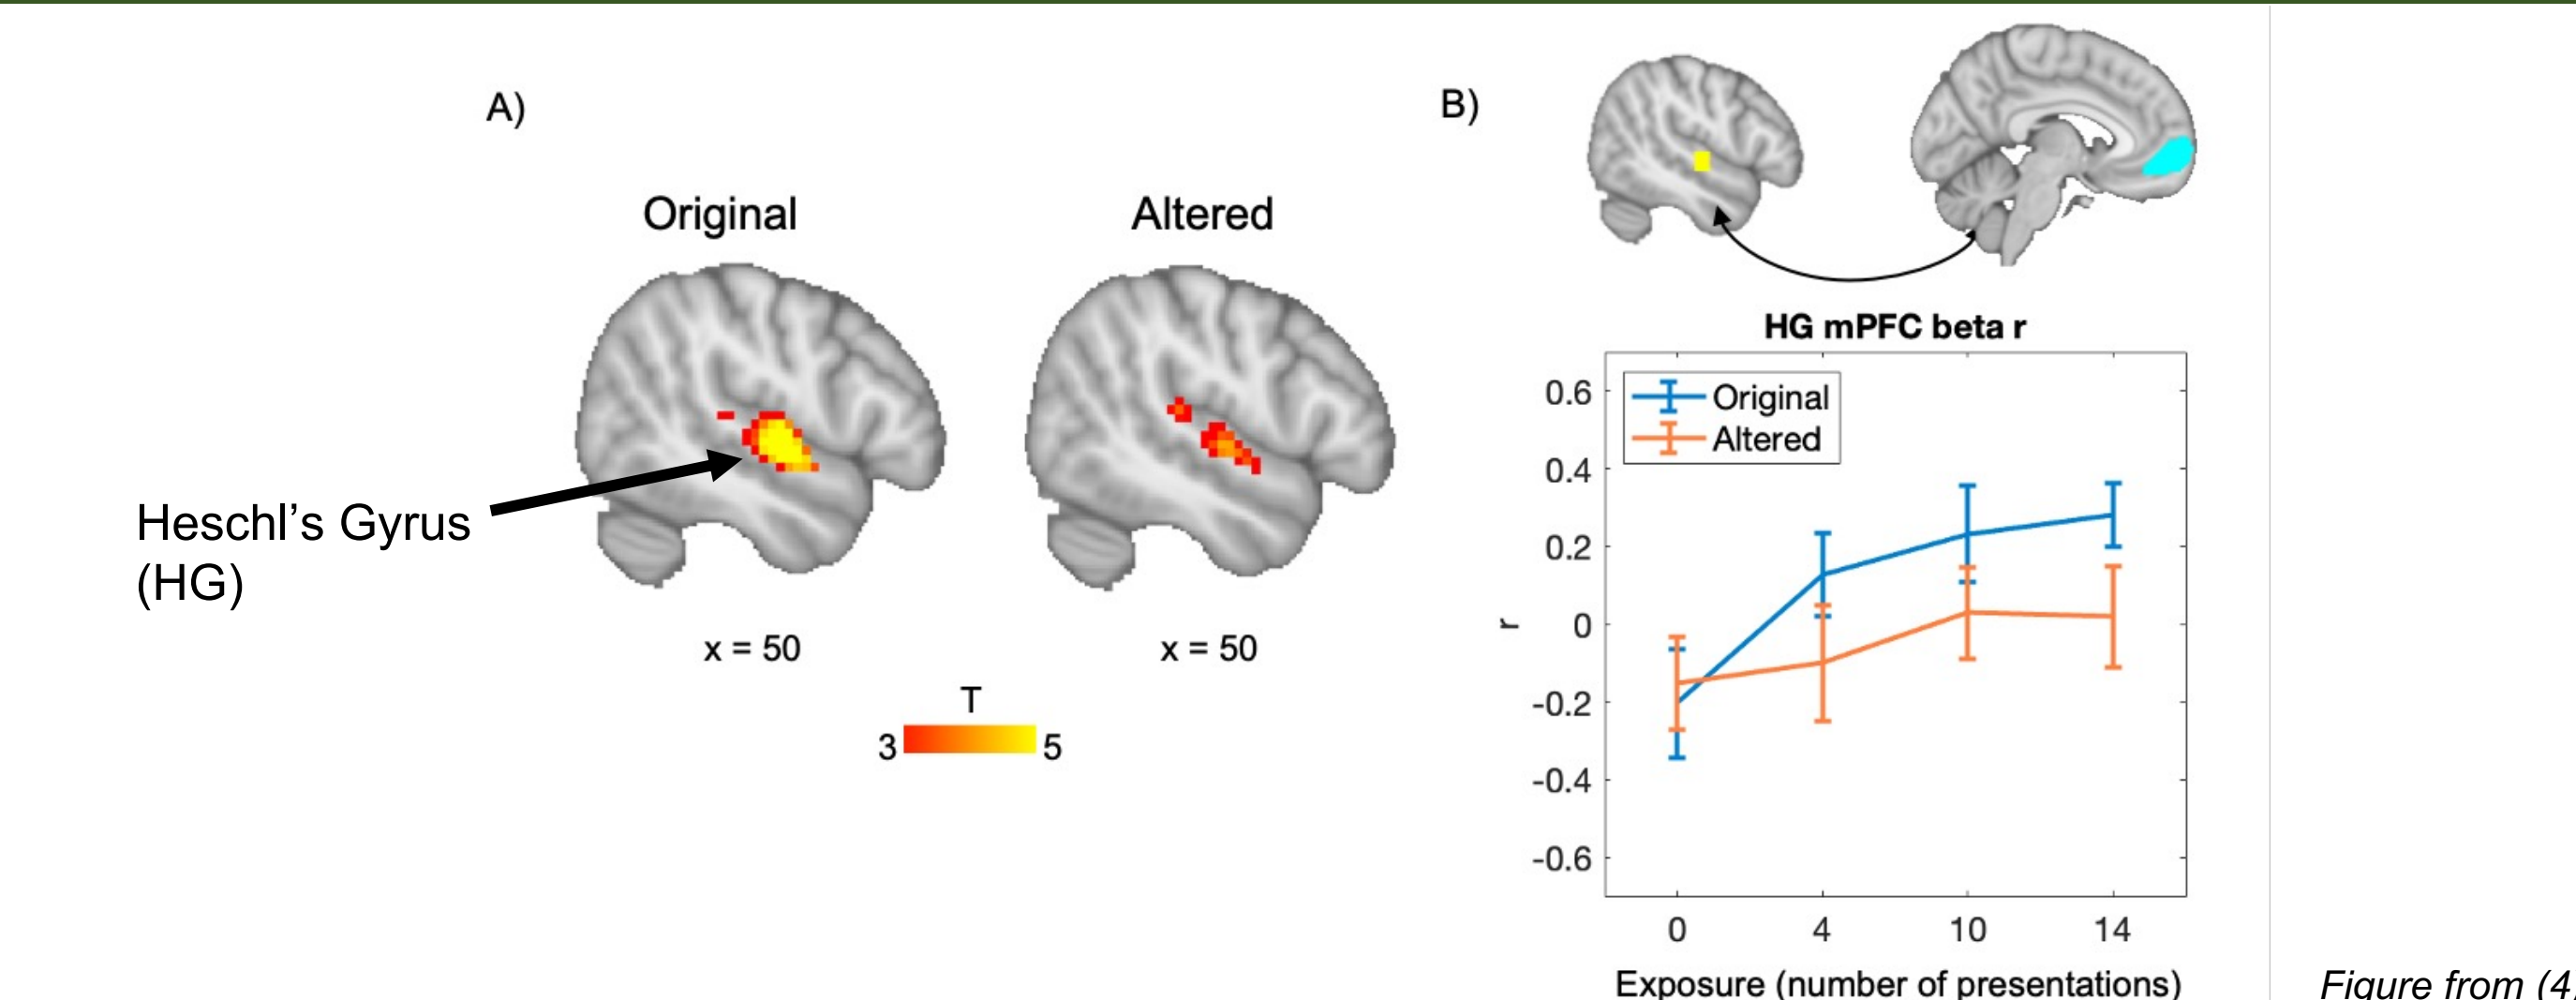 A)
Original
Altered
Heschl's Gyrus
(HG)
x = 50
x = 50
T
3
5
B)
HG mPFC beta r
Original
Altered
0.6
0.4
0.2
0
-0.2
-0.4
-0.6
r
0
4
10
14
Exposure (number of presentations)
Figure from (4